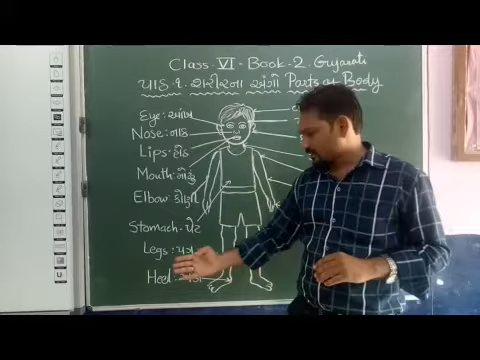 Class - VI - Book - 2. Gujarati
પાઠ ૧. શરીરના અંગો Parts of Body
Eye: આંખ
Nose: નાક
Lips: હોઠ
Mouth:
Elbow: કોણી
Stomach - પેટ
Legs: પગ
Heel:
U